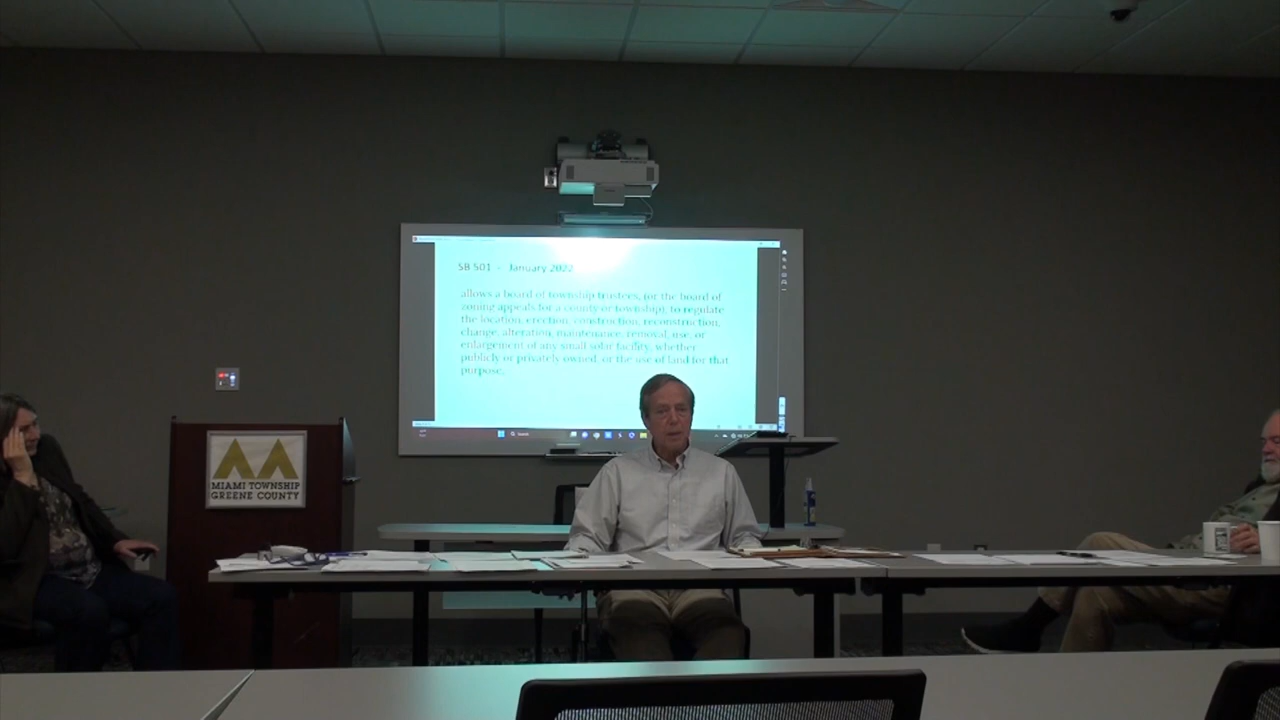 SB 501 - January 2022
allows a board of township trustees, (or the board of
zoning appeals for a county or township), to regulate
the location, erection, construction, reconstruction,
change, alteration, maintenance, removal, use, or
enlargement of any small solar facility, whether
publicly or privately owned, or the use of land for that
purpose.
Search
MIAMI TOWNSHIP
GREENE COUNTY